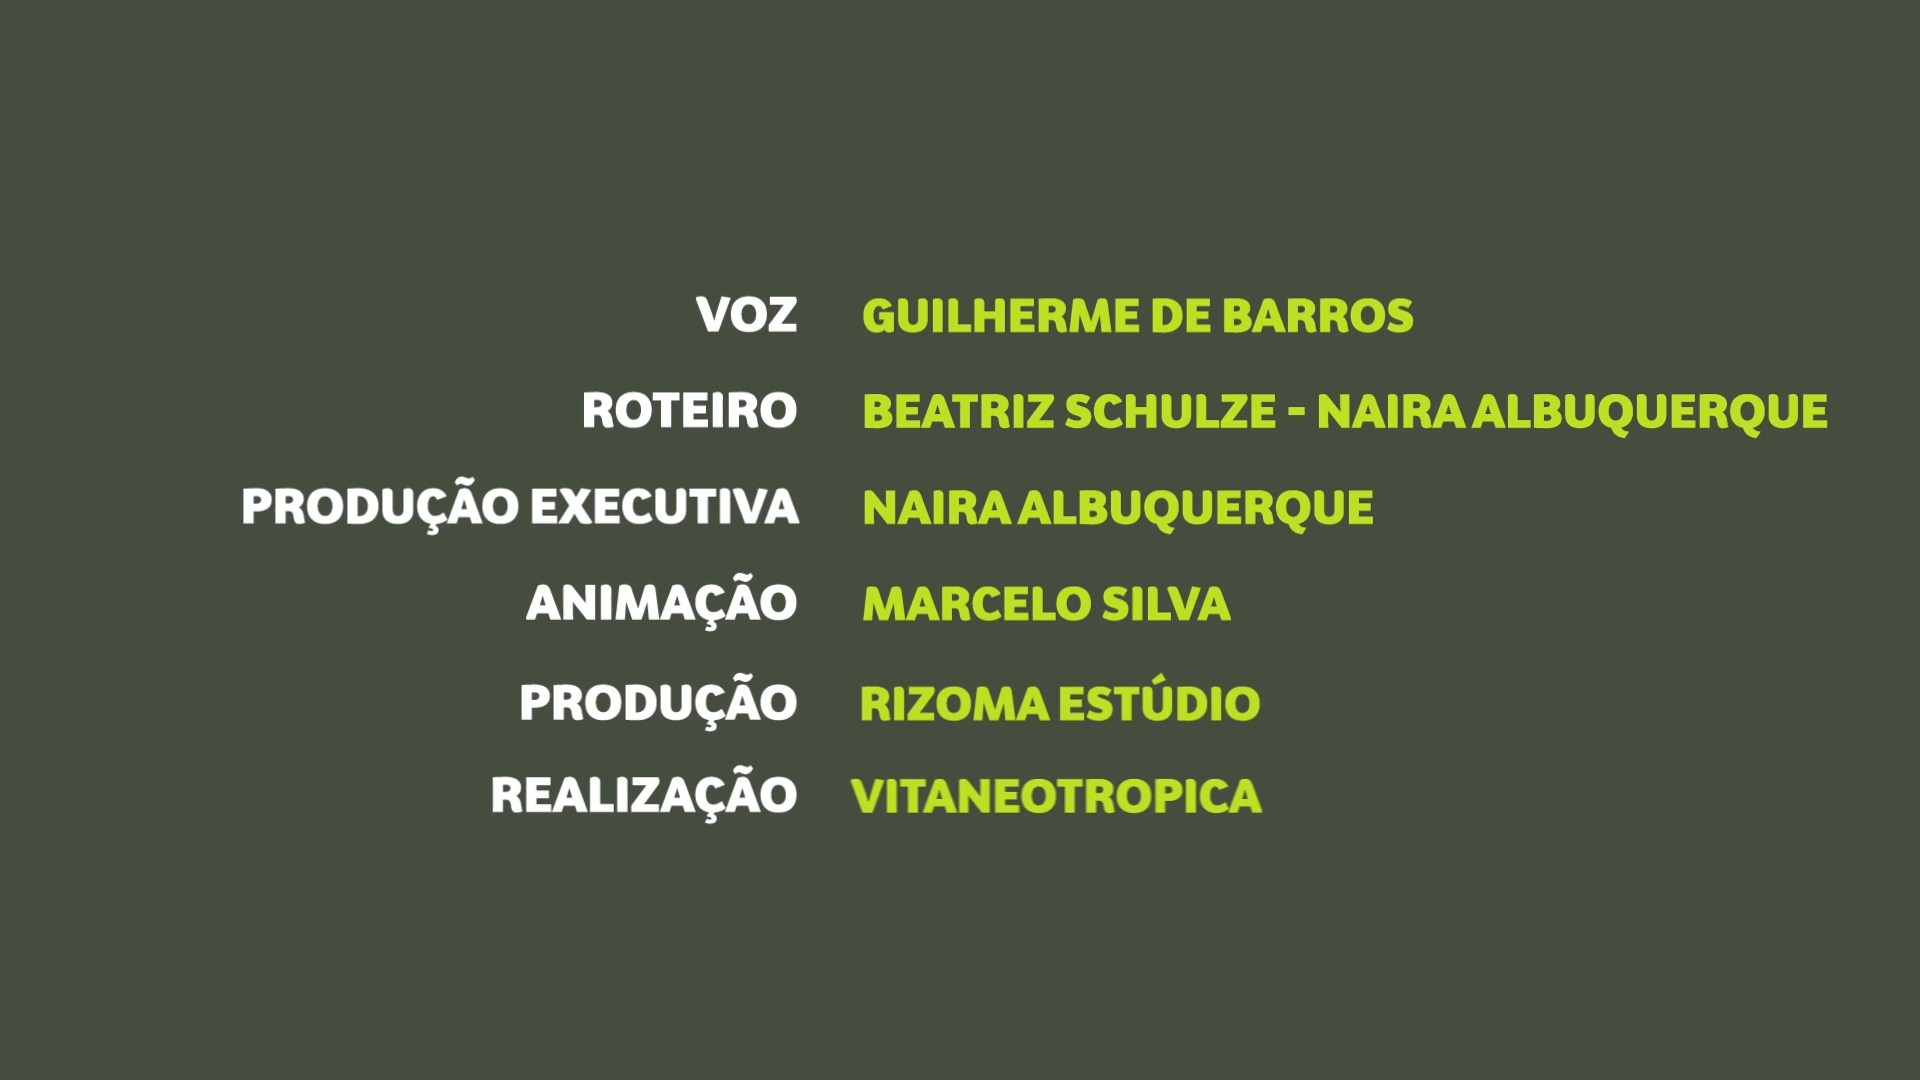 VOZ GUILHERME DE BARROS
ROTEIRO BEATRIZ SCHULZE - NAIRA ALBUQUERQUE
PRODUÇÃO EXECUTIVA NAIRA ALBUQUERQUE
ANIMAÇÃO MARCELO SILVA
PRODUÇÃO RIZOMA ESTÚDIO
REALIZAÇÃO VITANEOTROPICA